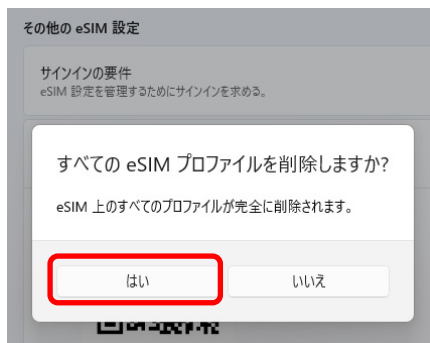 その他の eSIM 設定
サインインの要件
eSIM 設定を管理するためにサインインを求める。
すべての eSIM プロファイルを削除しますか?
eSIM 上のすべてのプロファイルが完全に削除されます。
はい
いいえ